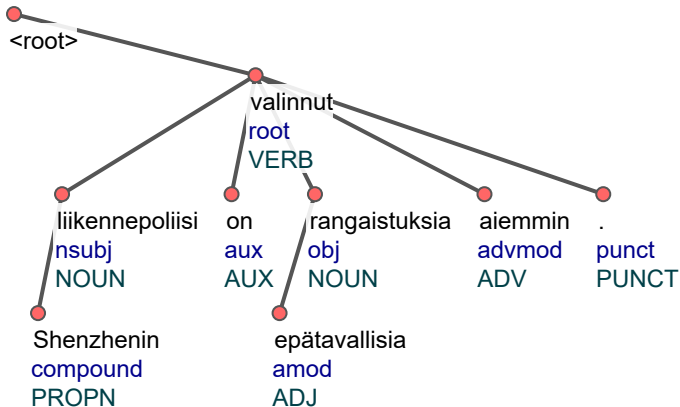 <root>
valinnut
root
VERB
liikennepoliisi on rangaistuksia aiemmin .
nsubj aux obj advmod punct
NOUN AUX NOUN ADV PUNCT
Shenzhenin epätavallisia
compound amod
PROPN ADJ